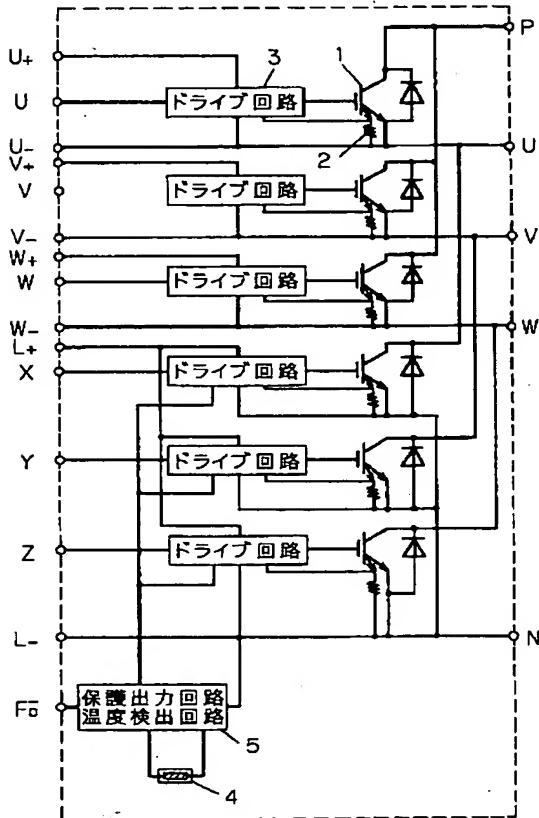 P
U+
3
1
U
ドライブ回路
2
U-
U
V+
V
ドライブ回路
V-
V
W+
W
ドライブ回路
W-
W
L+
X
ドライブ回路
Y
ドライブ回路
Z
ドライブ回路
L-
N
Fo
保護出力回路
温度検出回路
5
4